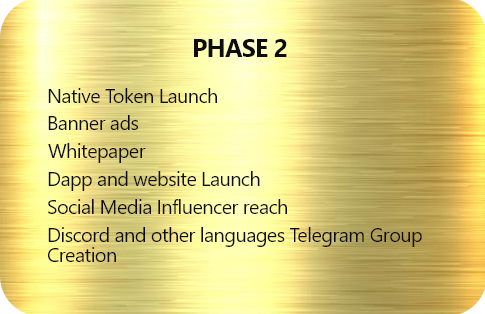 PHASE 2
Native Token Launch
Banner ads
Whitepaper
Dapp and website Launch
Social Media Influencer reach
Discord and other languages Telegram Group
Creation